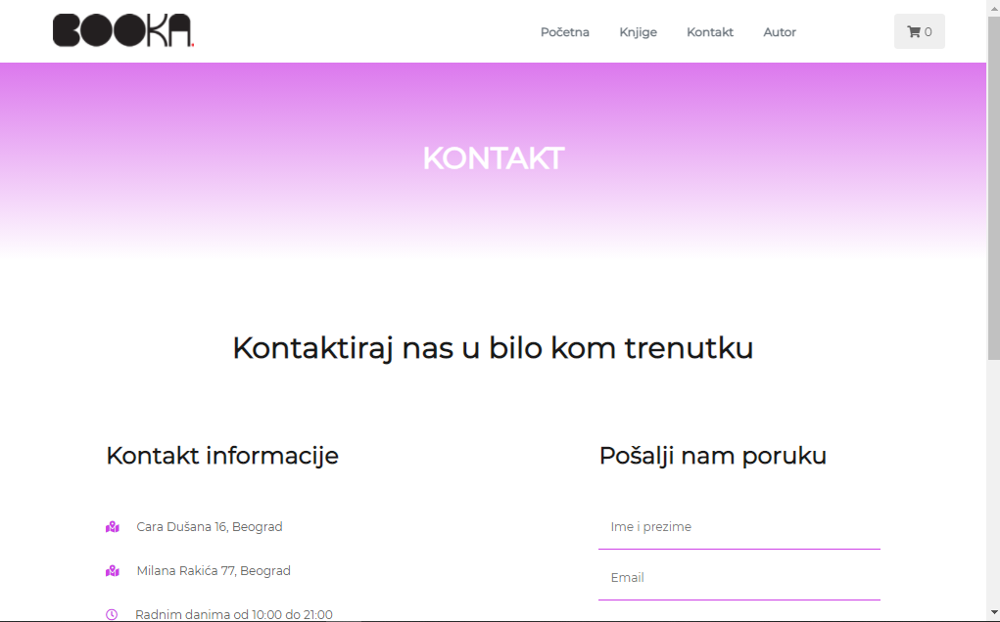 BOOKA.
Početna
Knjige
Kontakt
Autor
0
KONTAKT
Kontaktiraj nas u bilo kom trenutku
Kontakt informacije
Cara Dušana 16, Beograd
Milana Rakića 77, Beograd
Radnim danima od 10:00 do 21:00
Pošalji nam poruku
Ime i prezime
Email